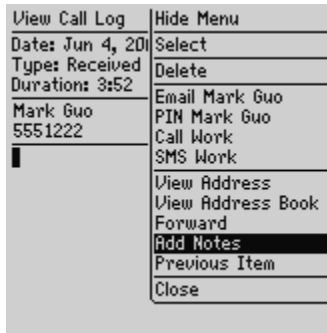 View Call Log
Date: Jun 4, 20
Type: Received
Duration: 3:52
Mark Guo
5551222
Hide Menu
Select
Delete
Email Mark Guo
PIN Mark Guo
Call Work
SMS Work
View Address
View Address Book
Forward
Add Notes
Previous Item
Close